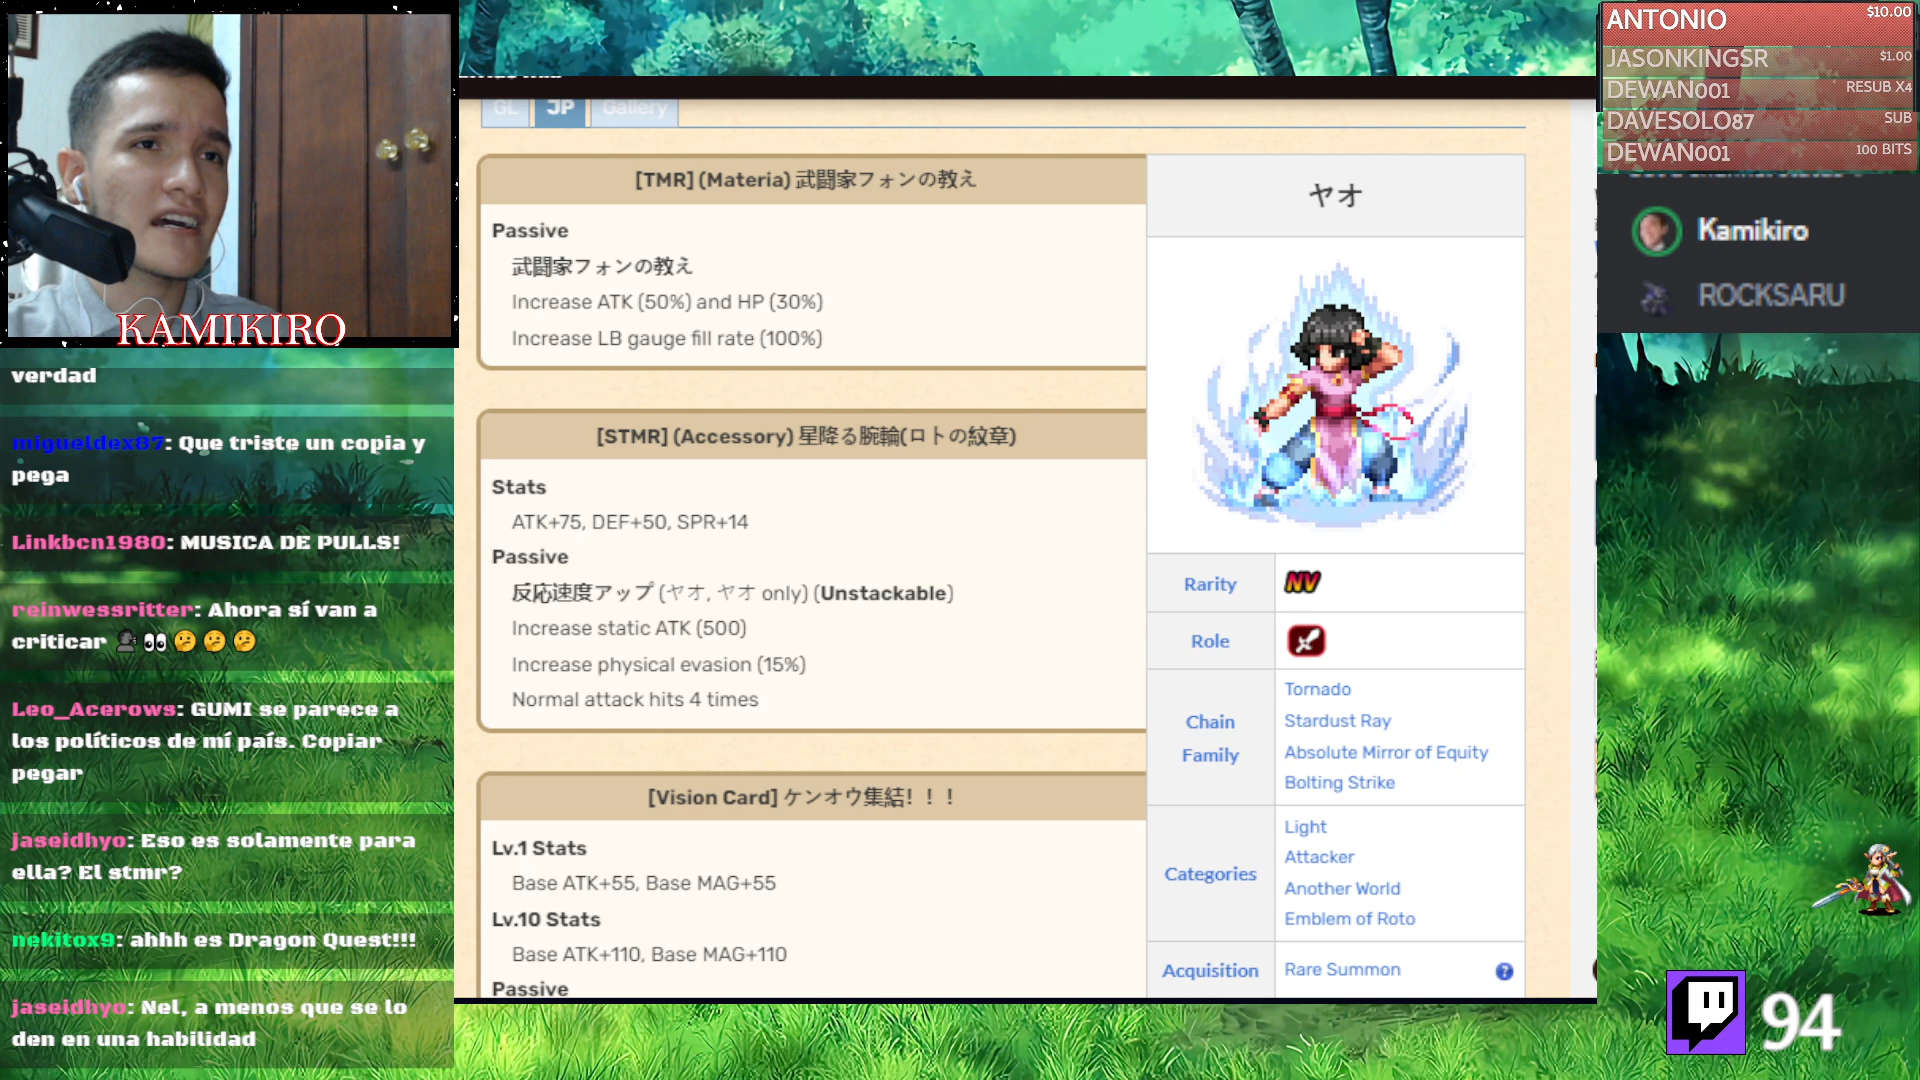 KAMIKIRO
verdad
migueldex87: Que triste un copia y
pega
Linkbcn1980: MUSICA DE PULLS!
reinwessritter: Ahora sí van a
criticar
Leo_Acerows: GUMI se parece a
los políticos de mí país. Copiar
pegar
jaseidhyo: Eso es solamente para
ella? El stmr?
nekitox9: ahhh es Dragon Quest!!!
jaseidhyo: Nel, a menos que se lo
den en una habilidad
GL JP Gallery
[TMR] (Materia) 武闘家フォンの教え
Passive
武闘家フォンの教え
Increase ATK (50%) and HP (30%)
Increase LB gauge fill rate (100%)
[STMR] (Accessory) 星降る腕輪(ロトの紋章)
Stats
ATK+75, DEF+50, SPR+14
Passive
反応速度アップ (ヤオ, ヤオ only) (Unstackable)
Increase static ATK (500)
Increase physical evasion (15%)
Normal attack hits 4 times
[Vision Card] ケンオウ集結！！！
Lv.1 Stats
Base ATK+55, Base MAG+55
Lv.10 Stats
Base ATK+110, Base MAG+110
Passive
ヤオ
Rarity NV
Role
Chain Family
Tornado
Stardust Ray
Absolute Mirror of Equity
Bolting Strike
Categories
Light
Attacker
Another World
Emblem of Roto
Acquisition Rare Summon ?
ANTONIO $10.00
JASONKINGSR $1.00
DEWAN001 RESUB X4
DAVESOLO87 SUB
DEWAN001 100 BITS
Kamikiro
ROCKSARU
94